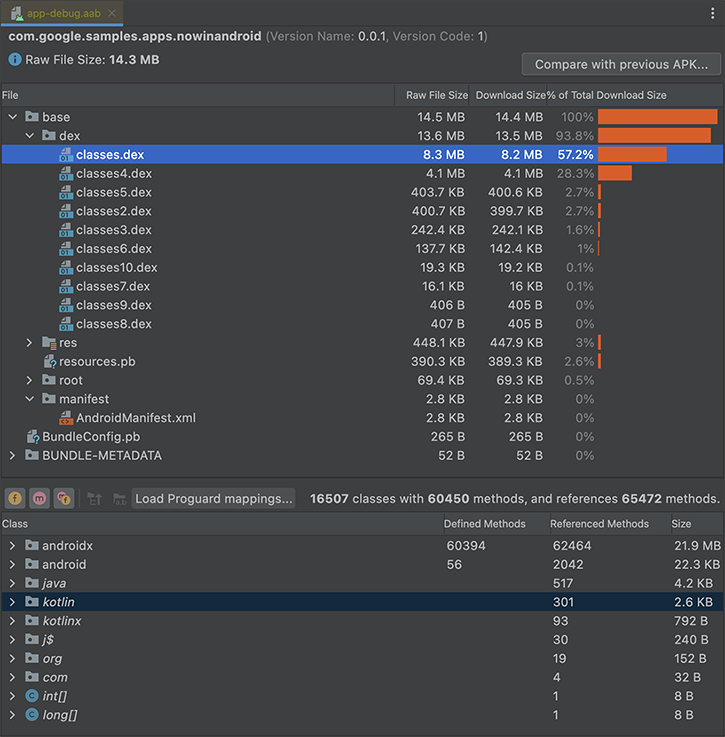 app-debug.aab
com.google.samples.apps.nowinandroid (Version Name: 0.0.1, Version Code: 1)
Raw File Size: 14.3 MB
Compare with previous APK...
File Raw File Size Download Size % of Total Download Size
base 14.5 MB 14.4 MB 100%
dex 13.6 MB 13.5 MB 93.8%
classes.dex 8.3 MB 8.2 MB 57.2%
classes4.dex 4.1 MB 4.1 MB 28.3%
classes5.dex 403.7 KB 400.6 KB 2.7%
classes2.dex 400.7 KB 399.7 KB 2.7%
classes3.dex 242.4 KB 242.1 KB 1.6%
classes6.dex 137.7 KB 142.4 KB 1%
classes10.dex 19.3 KB 19.2 KB 0.1%
classes7.dex 16.1 KB 16 KB 0.1%
classes9.dex 406 B 405 B 0%
classes8.dex 407 B 405 B 0%
res 448.1 KB 447.9 KB 3%
resources.pb 390.3 KB 389.3 KB 2.6%
root 69.4 KB 69.3 KB 0.5%
manifest 2.8 KB 2.8 KB 0%
AndroidManifest.xml 2.8 KB 2.8 KB 0%
BundleConfig.pb 265 B 265 B 0%
BUNDLE-METADATA 52 B 52 B 0%
Load Proguard mappings... 16507 classes with 60450 methods, and references 65472 methods.
Class Defined Methods Referenced Methods Size
androidx 60394 62464 21.9 MB
android 56 2042 22.3 KB
java 517 4.2 KB
kotlin 301 2.6 KB
kotlinx 93 792 B
j$ 30 240 B
org 19 152 B
com 4 32 B
int[] 1 8 B
long[] 1 8 B